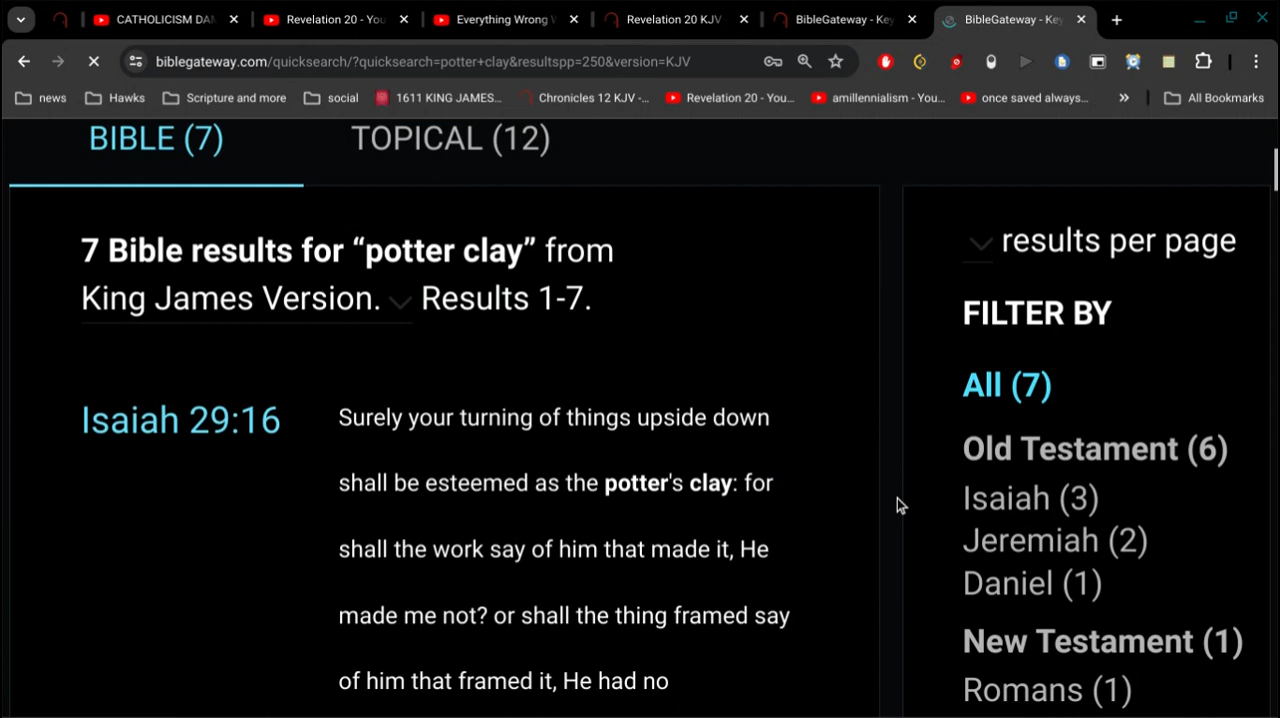 CATHOLICISM DAM
Revelation 20 - You
Everything Wrong W
Revelation 20 KJV
BibleGateway - Key
BibleGateway - Key
biblegateway.com/quicksearch/?quicksearch=potter+clay&resultspp=250&version=KJV
news
Hawks
Scripture and more
social
1611 KING JAMES...
Chronicles 12 KJV -...
Revelation 20 - You...
amillennialism - You...
once saved always...
»
All Bookmarks
BIBLE (7)
TOPICAL (12)
7 Bible results for “potter clay” from
King James Version. Results 1-7.
Isaiah 29:16
Surely your turning of things upside down
shall be esteemed as the potter's clay: for
shall the work say of him that made it, He
made me not? or shall the thing framed say
of him that framed it, He had no
results per page
FILTER BY
All (7)
Old Testament (6)
Isaiah (3)
Jeremiah (2)
Daniel (1)
New Testament (1)
Romans (1)